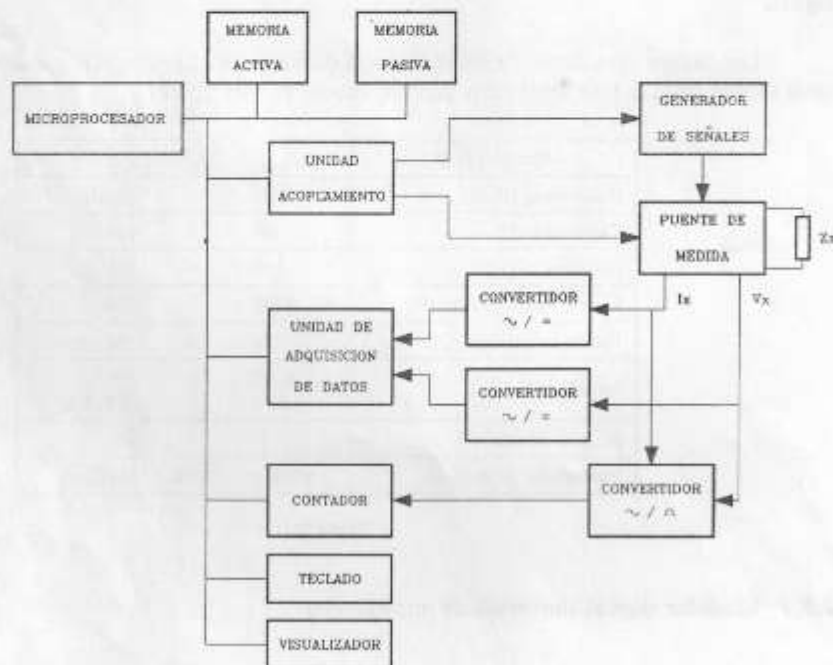 MEMORIA
ACTIVA
MEMORIA
PASIVA
MICROPROCESADOR
GENERADOR
DE SEÑALES
UNIDAD
ACOPLAMIENTO
PUENTE DE
MEDIDA
Zx
Ix
Vx
CONVERTIDOR
∿ / =
UNIDAD DE
ADQUISICION
DE DATOS
CONVERTIDOR
∿ / =
CONTADOR
CONVERTIDOR
∿ / ⊓
TECLADO
VISUALIZADOR